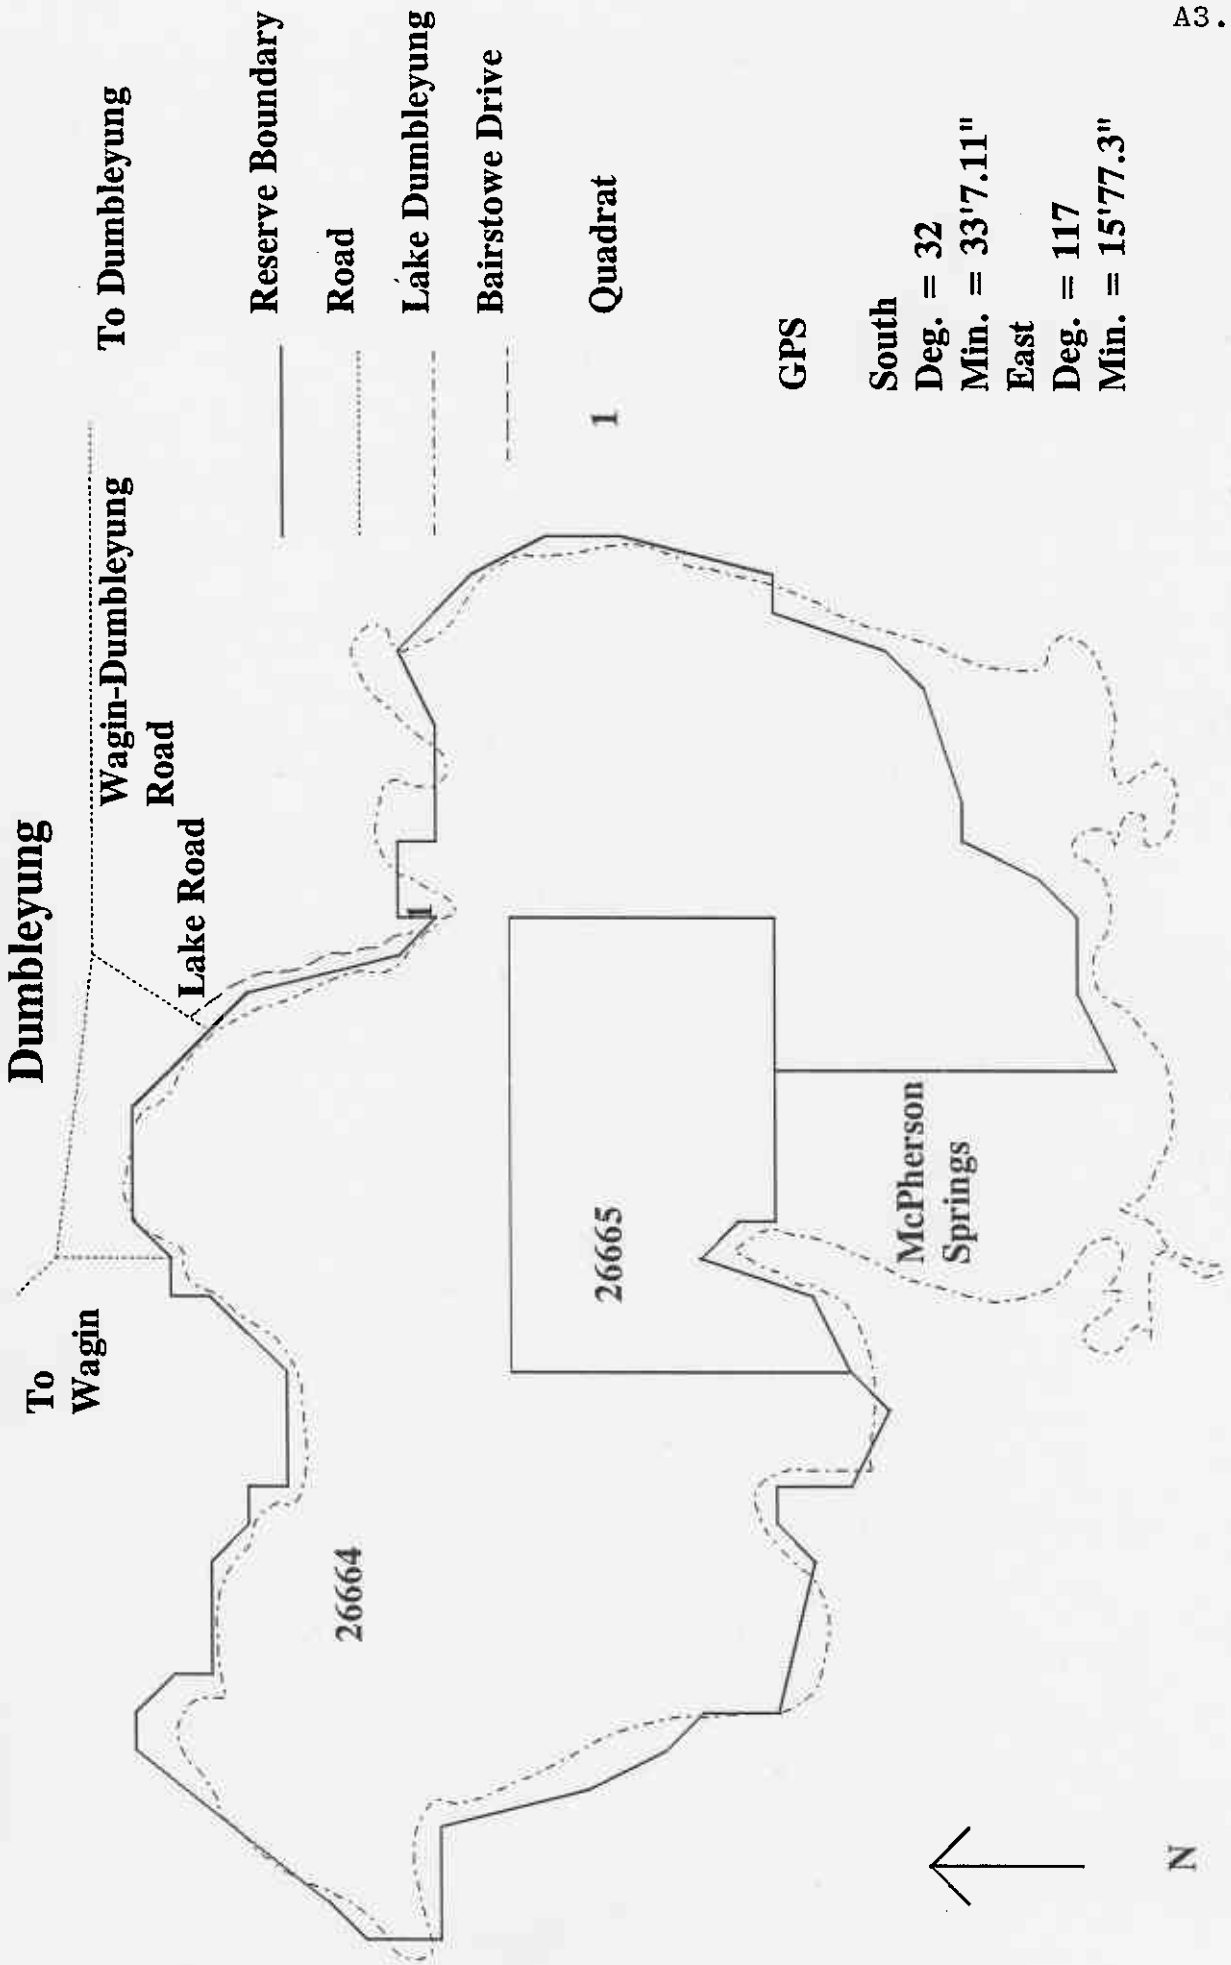 A3.
Dumbleyung
To
Wagin
Wagin-Dumbleyung
Road
Lake Road
To Dumbleyung
Reserve Boundary
Road
Lake Dumbleyung
Bairstowe Drive
1 Quadrat
1
26664
26665
McPherson
Springs
GPS
South
Deg. = 32
Min. = 33'7.11"
East
Deg. = 117
Min. = 15'77.3"
N